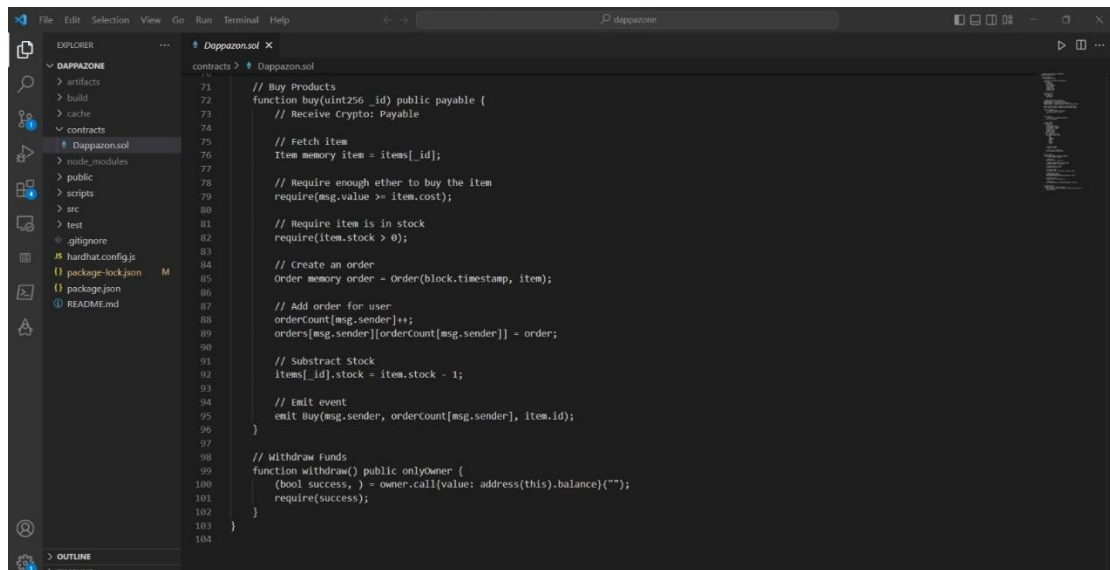 File Edit Selection View Go Run Terminal Help
dappazone
EXPLORER
Dappazon.sol
DAPPAZONE
contracts > Dappazon.sol
artifacts
build
cache
contracts
Dappazon.sol
node_modules
public
scripts
src
test
.gitignore
JS hardhat.config.js
{} package-lock.json M
{} package.json
README.md
OUTLINE
70
71 // Buy Products
72 function buy(uint256 _id) public payable {
73 // Receive Crypto: Payable
74
75 // Fetch item
76 Item memory item = items[_id];
77
78 // Require enough ether to buy the item
79 require(msg.value >= item.cost);
80
81 // Require item is in stock
82 require(item.stock > 0);
83
84 // Create an order
85 Order memory order = Order(block.timestamp, item);
86
87 // Add order for user
88 orderCount[msg.sender]++;
89 orders[msg.sender][orderCount[msg.sender]] = order;
90
91 // Substract Stock
92 items[_id].stock = item.stock - 1;
93
94 // Emit event
95 emit Buy(msg.sender, orderCount[msg.sender], item.id);
96 }
97
98 // Withdraw Funds
99 function withdraw() public onlyOwner {
100 (bool success, ) = owner.call{value: address(this).balance}("");
101 require(success);
102 }
103 }
104